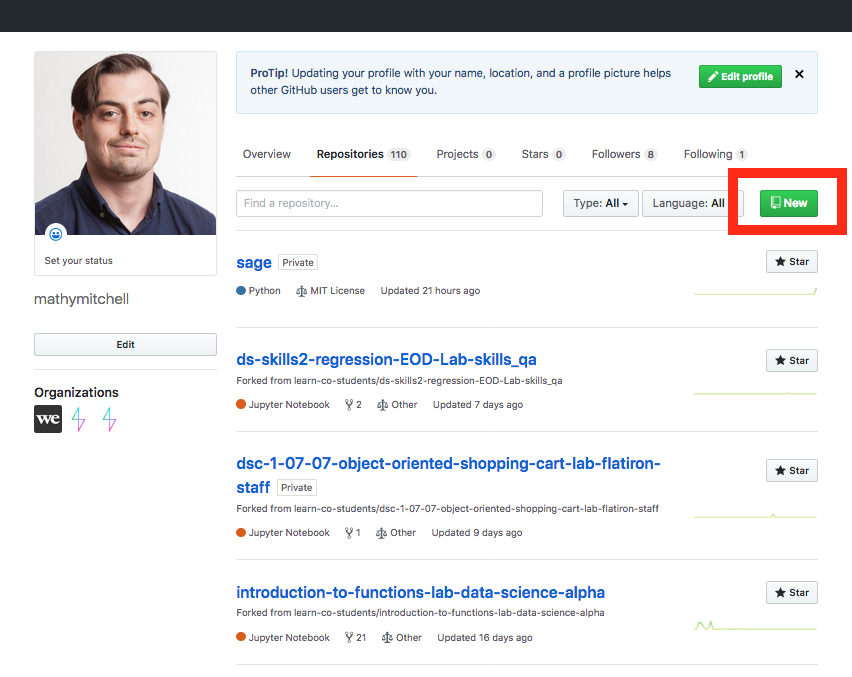 ProTip! Updating your profile with your name, location, and a profile picture helps
other GitHub users get to know you.
Edit profile
Overview Repositories 110 Projects 0 Stars 0 Followers 8 Following 1
Find a repository...
Type: All
Language: All
New
Set your status
mathymitchell
Edit
Organizations
we
sage Private
Star
Python MIT License Updated 21 hours ago
ds-skills2-regression-EOD-Lab-skills_qa
Star
Forked from learn-co-students/ds-skills2-regression-EOD-Lab-skills_qa
Jupyter Notebook 2 Other Updated 7 days ago
dsc-1-07-07-object-oriented-shopping-cart-lab-flatiron-
staff Private
Star
Forked from learn-co-students/dsc-1-07-07-object-oriented-shopping-cart-lab-flatiron-staff
Jupyter Notebook 1 Other Updated 9 days ago
introduction-to-functions-lab-data-science-alpha
Star
Forked from learn-co-students/introduction-to-functions-lab-data-science-alpha
Jupyter Notebook 21 Other Updated 16 days ago